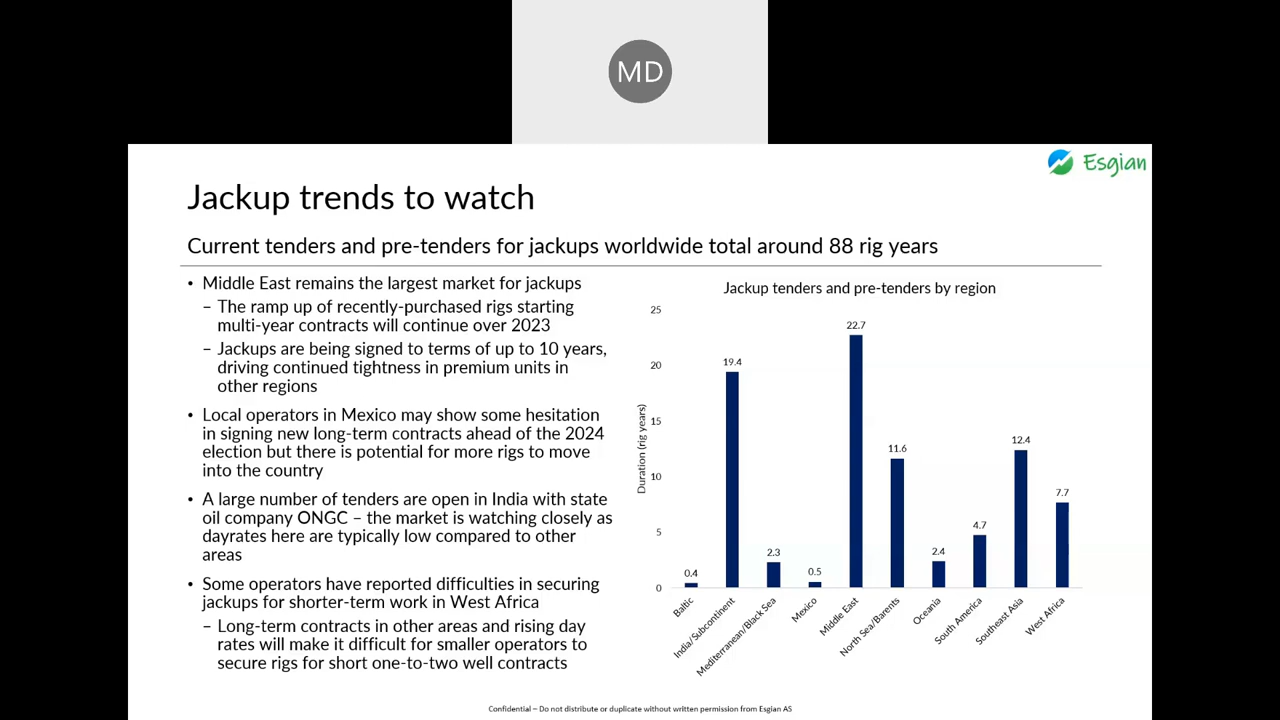 MD
Esgian
Jackup trends to watch
Current tenders and pre-tenders for jackups worldwide total around 88 rig years
• Middle East remains the largest market for jackups
– The ramp up of recently-purchased rigs starting
multi-year contracts will continue over 2023
– Jackups are being signed to terms of up to 10 years,
driving continued tightness in premium units in
other regions
• Local operators in Mexico may show some hesitation
in signing new long-term contracts ahead of the 2024
election but there is potential for more rigs to move
into the country
• A large number of tenders are open in India with state
oil company ONGC – the market is watching closely as
dayrates here are typically low compared to other
areas
• Some operators have reported difficulties in securing
jackups for shorter-term work in West Africa
– Long-term contracts in other areas and rising day
rates will make it difficult for smaller operators to
secure rigs for short one-to-two well contracts
Jackup tenders and pre-tenders by region
Duration (rig years)
25
20
15
10
5
0
0.4
19.4
2.3
0.5
22.7
11.6
2.4
4.7
12.4
7.7
Baltic
India/Subcontinent
Mediterranean/Black Sea
Mexico
Middle East
North Sea/Barents
Oceania
South America
Southeast Asia
West Africa
Confidential – Do not distribute or duplicate without written permission from Esgian AS